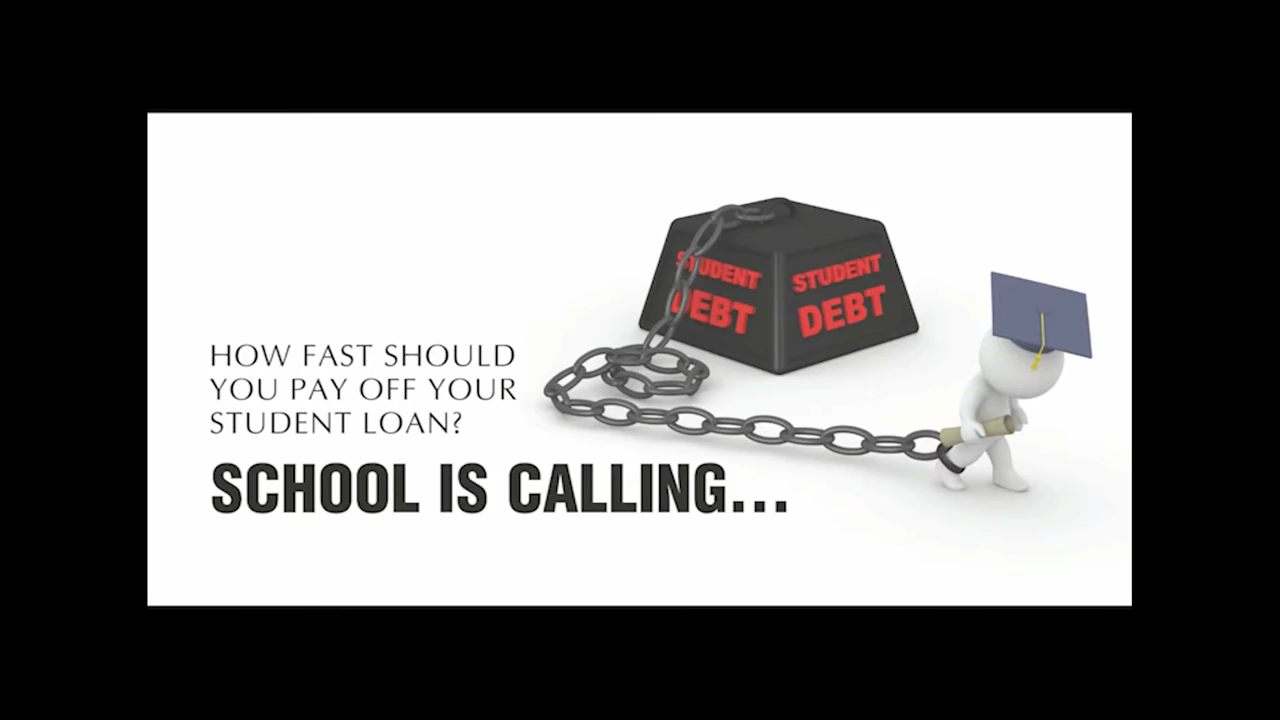 STUDENT
DEBT
STUDENT
DEBT
HOW FAST SHOULD
YOU PAY OFF YOUR
STUDENT LOAN?
SCHOOL IS CALLING...